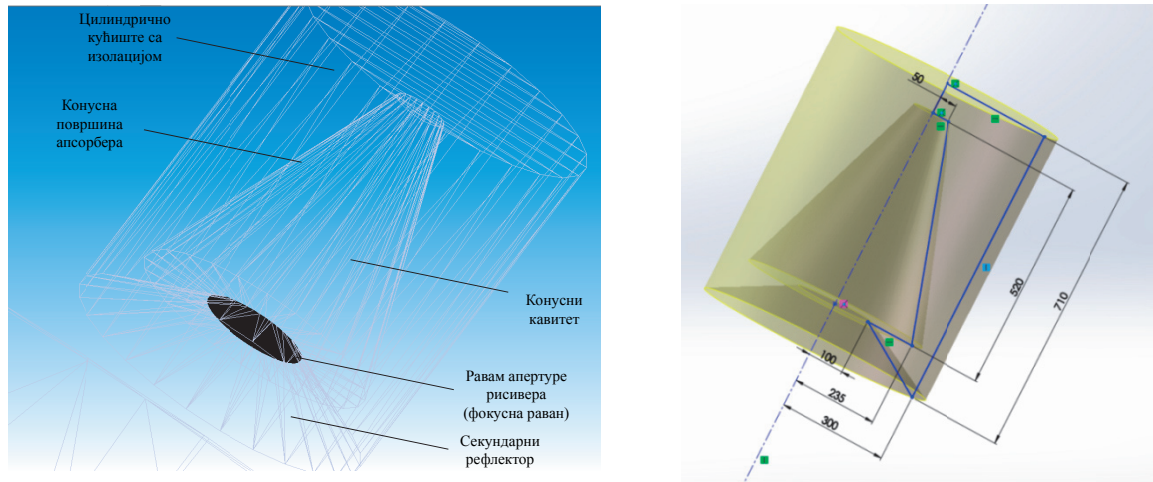 Цилиндрично
кућиште са
изолацијом
Конусна
површина
апсорбера
Конусни
кавитет
Равам апертуре
рисивера
(фокусна раван)
Секундарни
рефлектор
50
520
710
100
235
300